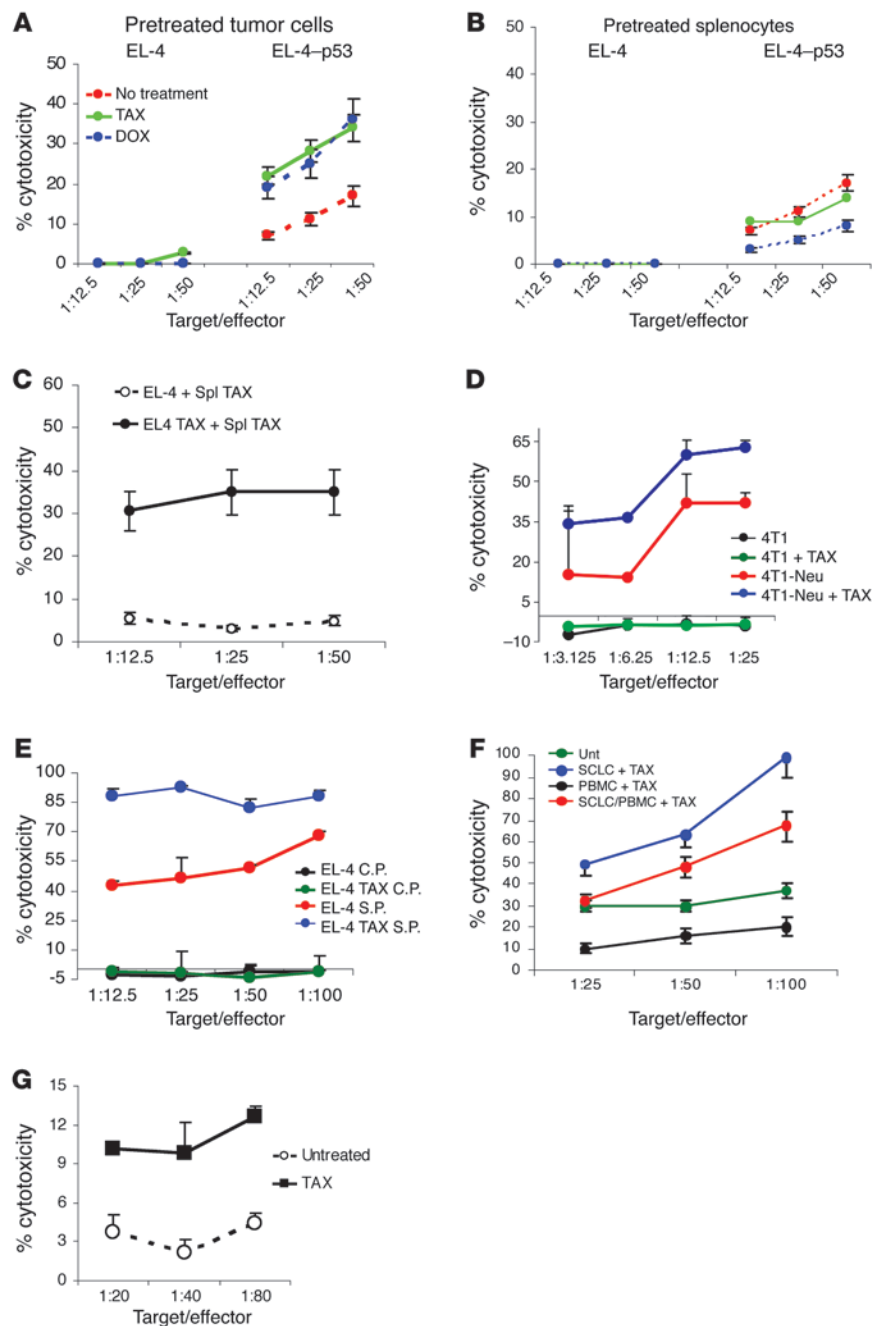 A
Pretreated tumor cells
EL-4
EL-4–p53
% cytotoxicity
50
40
30
20
10
0
No treatment
TAX
DOX
1:12.5
1:25
1:50
1:12.5
1:25
1:50
Target/effector
B
Pretreated splenocytes
EL-4
EL-4–p53
% cytotoxicity
50
40
30
20
10
0
1:12.5
1:25
1:50
1:12.5
1:25
1:50
Target/effector
C
% cytotoxicity
60
50
40
30
20
10
0
EL-4 + Spl TAX
EL4 TAX + Spl TAX
1:12.5
1:25
1:50
Target/effector
D
% cytotoxicity
65
50
35
20
5
–10
4T1
4T1 + TAX
4T1-Neu
4T1-Neu + TAX
1:3.125
1:6.25
1:12.5
1:25
Target/effector
E
% cytotoxicity
100
85
70
55
40
25
10
-5
EL-4 C.P.
EL-4 TAX C.P.
EL-4 S.P.
EL-4 TAX S.P.
1:12.5
1:25
1:50
1:100
Target/effector
F
% cytotoxicity
100
90
80
70
60
50
40
30
20
10
0
Unt
SCLC + TAX
PBMC + TAX
SCLC/PBMC + TAX
1:25
1:50
1:100
Target/effector
G
% cytotoxicity
15
12
9
6
3
0
Untreated
TAX
1:20
1:40
1:80
Target/effector